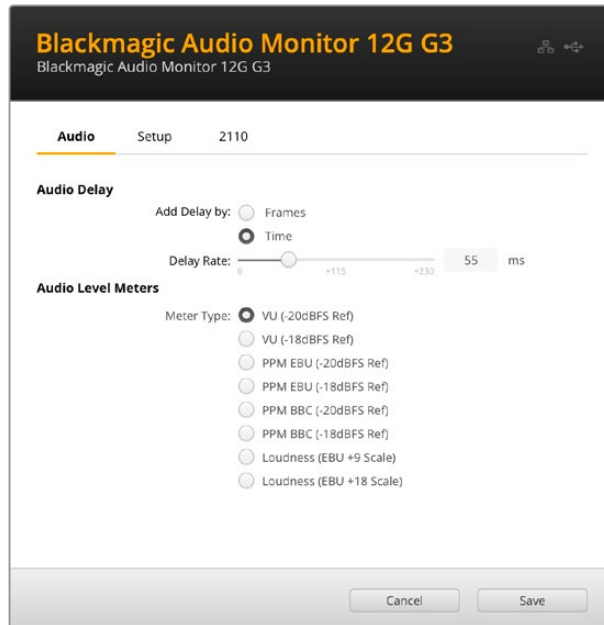 Blackmagic Audio Monitor 12G G3
Blackmagic Audio Monitor 12G G3
Audio Setup 2110
Audio Delay
Add Delay by: Frames
Time
Delay Rate: 55 ms
0 +115 +230
Audio Level Meters
Meter Type: VU (-20dBFS Ref)
VU (-18dBFS Ref)
PPM EBU (-20dBFS Ref)
PPM EBU (-18dBFS Ref)
PPM BBC (-20dBFS Ref)
PPM BBC (-18dBFS Ref)
Loudness (EBU +9 Scale)
Loudness (EBU +18 Scale)
Cancel Save